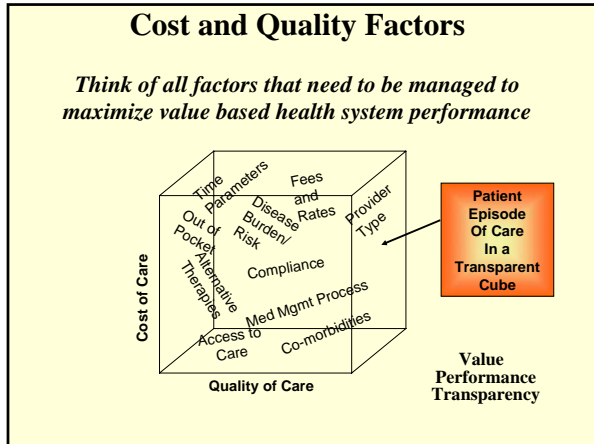 Cost and Quality Factors
Think of all factors that need to be managed to
maximize value based health system performance
Time
Parameters
Fees
and
Rates
Disease
Burden/
Risk
Provider
Type
Out of
Pocket
Alternative
Therapies
Compliance
Med Mgmt Process
Access to
Care
Co-morbidities
Cost of Care
Quality of Care
Patient
Episode
Of Care
In a
Transparent
Cube
Value
Performance
Transparency